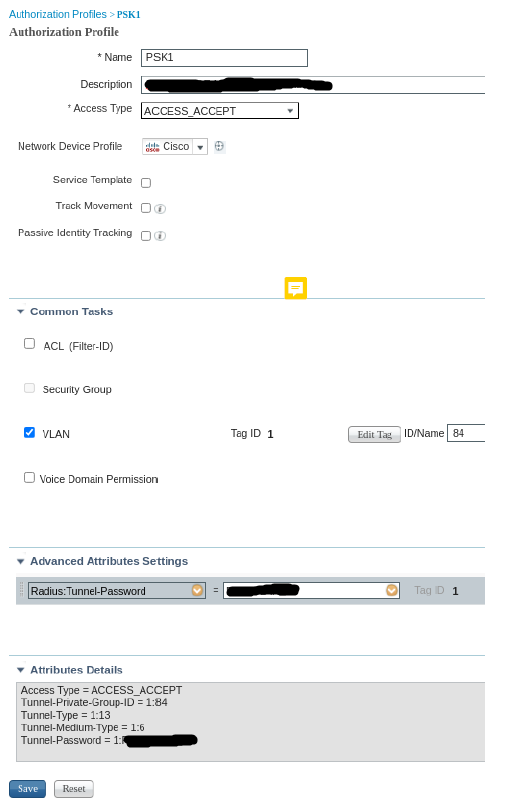 Authorization Profiles > PSK1
Authorization Profile
* Name PSK1
Description
* Access Type ACCESS_ACCEPT
Network Device Profile cisco Cisco
Service Template
Track Movement i
Passive Identity Tracking i
Common Tasks
ACL (Filter-ID)
Security Group
VLAN Tag ID 1 Edit Tag ID/Name 84
Voice Domain Permission
Advanced Attributes Settings
Radius:Tunnel-Password = Tag ID 1
Attributes Details
Access Type = ACCESS_ACCEPT
Tunnel-Private-Group-ID = 1:84
Tunnel-Type = 1:13
Tunnel-Medium-Type = 1:6
Tunnel-Password = 1:
Save Reset